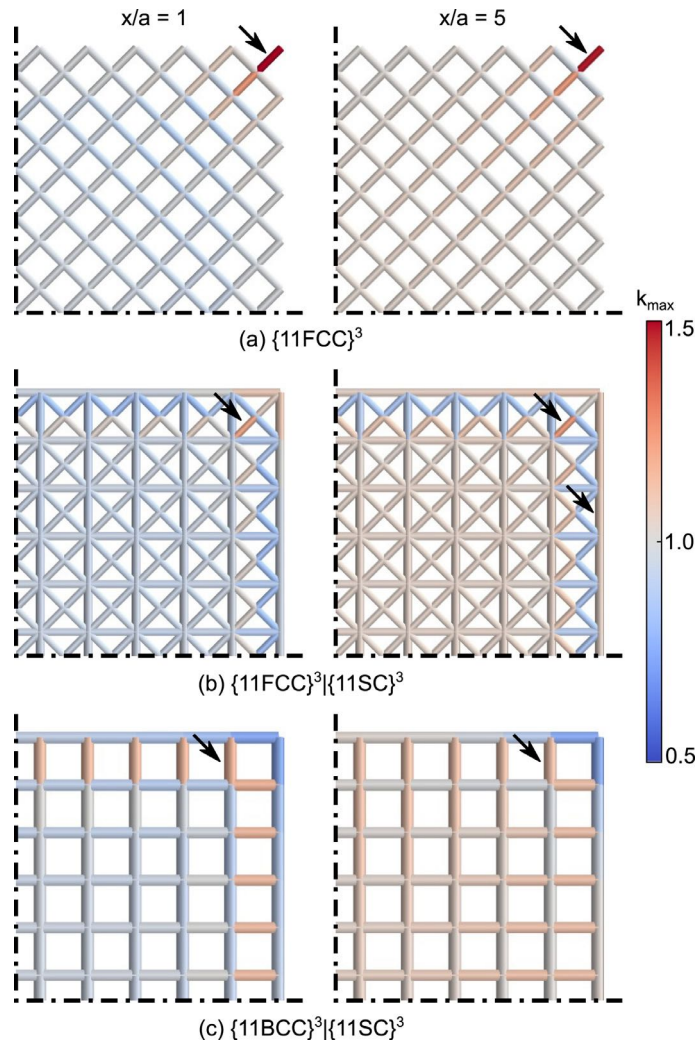 x/a = 1
x/a = 5
(a) {11FCC}³
k_max
1.5
1.0
0.5
(b) {11FCC}³|{11SC}³
(c) {11BCC}³|{11SC}³